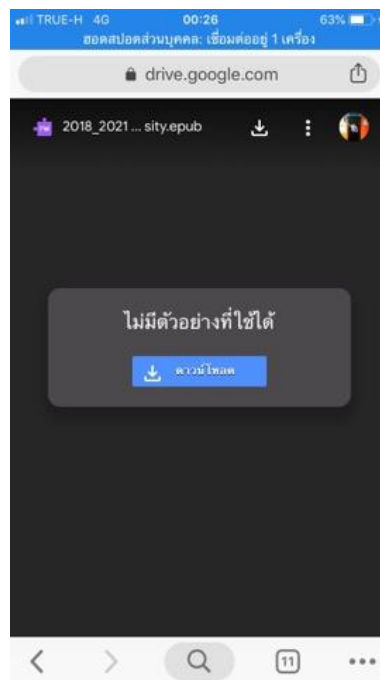 TRUE-H 4G 00:26 63%
ฮอตสปอตส่วนบุคคล: เชื่อมต่ออยู่ 1 เครื่อง
drive.google.com
2018_2021 ... sity.epub
ไม่มีตัวอย่างที่ใช้ได้
ดาวน์โหลด
11